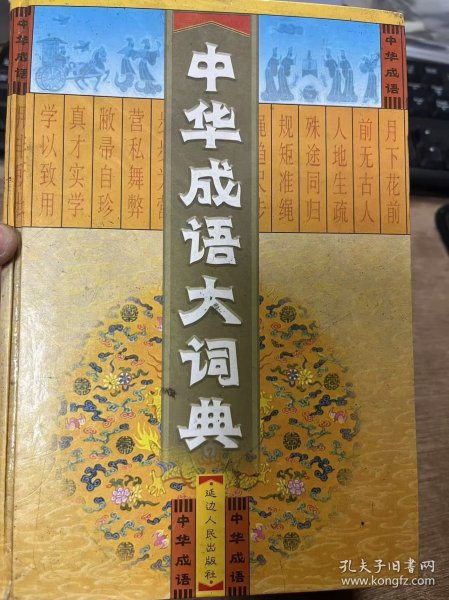 中华成语
中华成语
中华成语大词典
月下花前
前无古人
人地生疏
殊途同归
规矩准绳
营私舞弊
敝帚自珍
真才实学
学以致用
延边人民出版社
中华成语
中华成语
孔夫子旧书网
www.kongfz.com